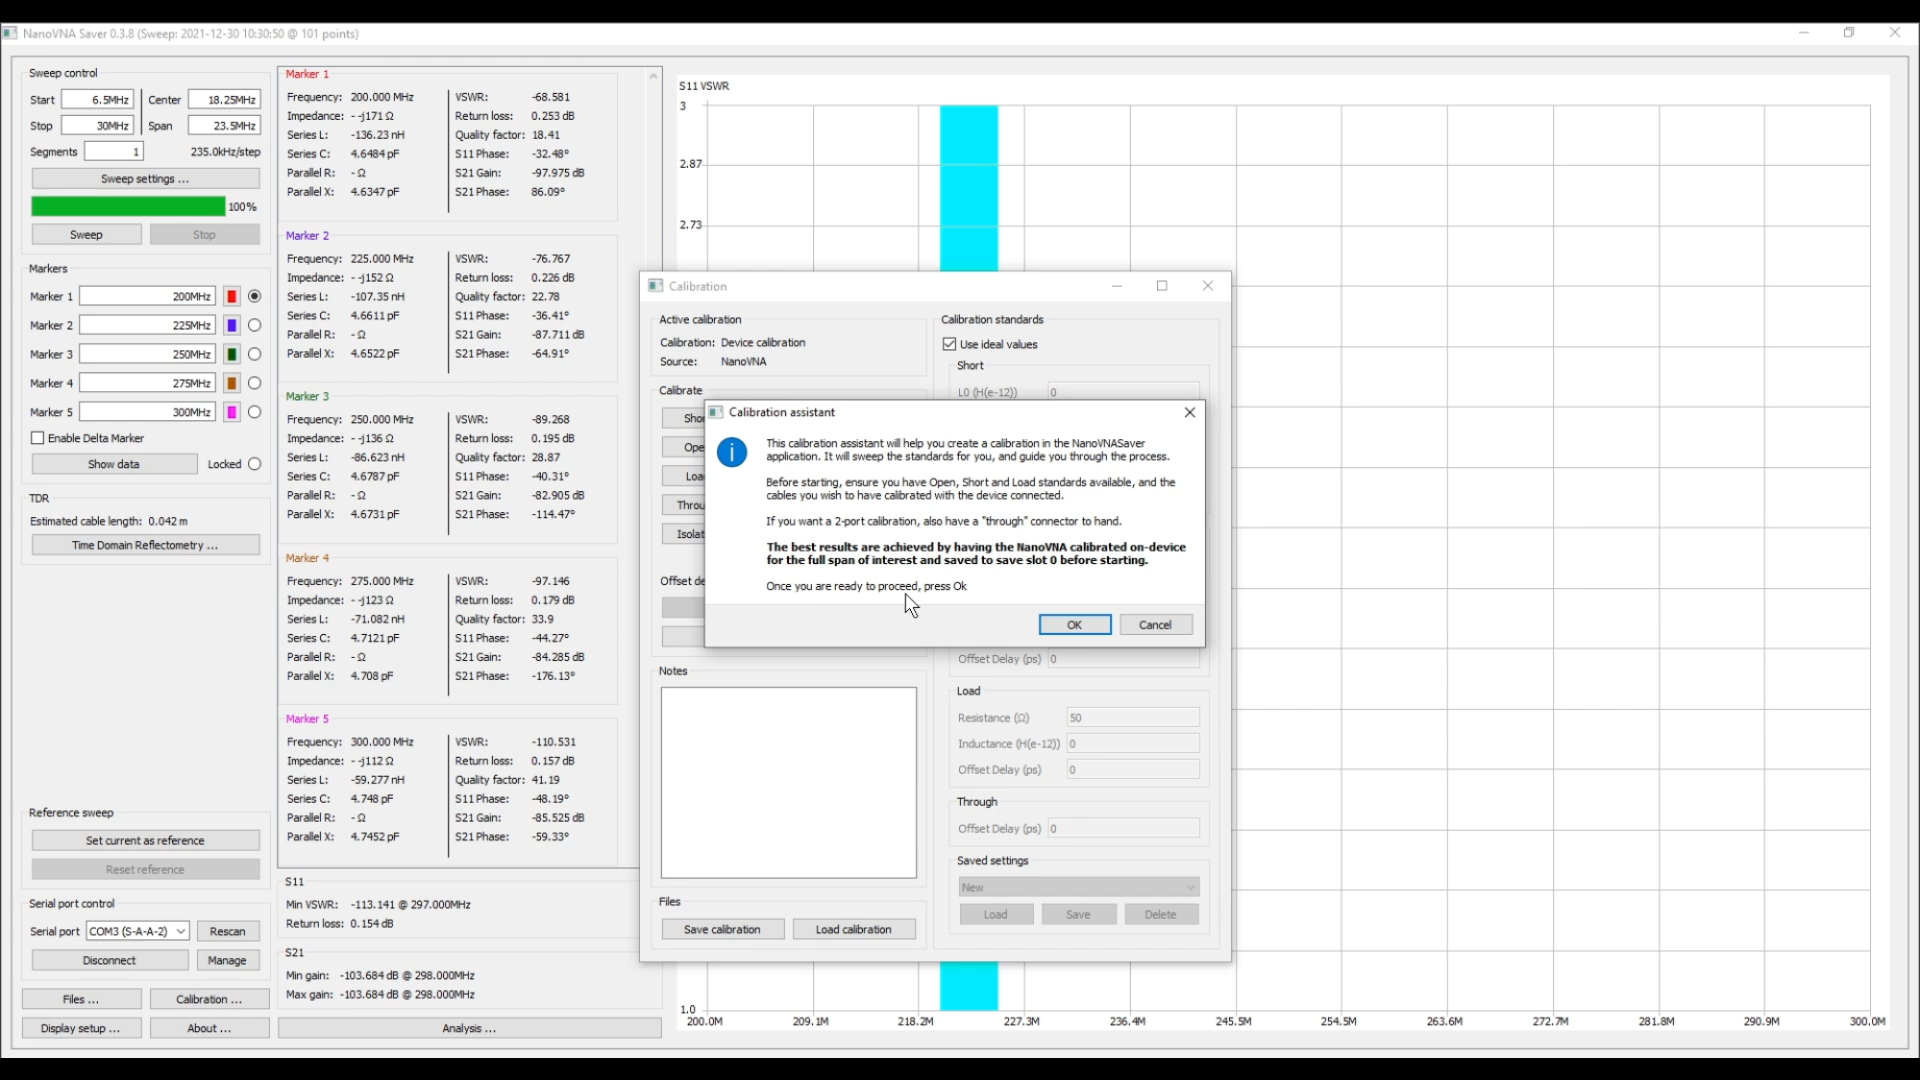 NanoVNA Saver 0.3.8 (Sweep: 2021-12-30 10:30:50 @ 101 points)
Sweep control
Start 6.5MHz Center 18.25MHz
Stop 30MHz Span 23.5MHz
Segments 1 235.0kHz/step
Sweep settings ...
100%
Sweep Stop
Markers
Marker 1 200MHz
Marker 2 225MHz
Marker 3 250MHz
Marker 4 275MHz
Marker 5 300MHz
Enable Delta Marker
Show data Locked
TDR
Estimated cable length: 0.042 m
Time Domain Reflectometry ...
Reference sweep
Set current as reference
Reset reference
Serial port control
Serial port COM3 (S-A-A-2) Rescan
Disconnect Manage
Files ... Calibration ...
Display setup ... About ...
Marker 1
Frequency: 200.000 MHz VSWR: -68.581
Impedance: - -j171 Ω Return loss: 0.253 dB
Series L: -136.23 nH Quality factor: 18.41
Series C: 4.6484 pF S11 Phase: -32.48°
Parallel R: - Ω S21 Gain: -97.975 dB
Parallel X: 4.6347 pF S21 Phase: 86.09°
Marker 2
Frequency: 225.000 MHz VSWR: -76.767
Impedance: - -j152 Ω Return loss: 0.226 dB
Series L: -107.35 nH Quality factor: 22.78
Series C: 4.6611 pF S11 Phase: -36.41°
Parallel R: - Ω S21 Gain: -87.711 dB
Parallel X: 4.6522 pF S21 Phase: -64.91°
Marker 3
Frequency: 250.000 MHz VSWR: -89.268
Impedance: - -j136 Ω Return loss: 0.195 dB
Series L: -86.623 nH Quality factor: 28.87
Series C: 4.6787 pF S11 Phase: -40.31°
Parallel R: - Ω S21 Gain: -82.905 dB
Parallel X: 4.6731 pF S21 Phase: -114.47°
Marker 4
Frequency: 275.000 MHz VSWR: -97.146
Impedance: - -j123 Ω Return loss: 0.179 dB
Series L: -71.082 nH Quality factor: 33.9
Series C: 4.7121 pF S11 Phase: -44.27°
Parallel R: - Ω S21 Gain: -84.285 dB
Parallel X: 4.708 pF S21 Phase: -176.13°
Marker 5
Frequency: 300.000 MHz VSWR: -110.531
Impedance: - -j112 Ω Return loss: 0.157 dB
Series L: -59.277 nH Quality factor: 41.19
Series C: 4.748 pF S11 Phase: -48.19°
Parallel R: - Ω S21 Gain: -85.525 dB
Parallel X: 4.7452 pF S21 Phase: -59.33°
S11
Min VSWR: -113.141 @ 297.000MHz
Return loss: 0.154 dB
S21
Min gain: -103.684 dB @ 298.000MHz
Max gain: -103.684 dB @ 298.000MHz
Analysis ...
S11 VSWR
3
2.87
2.73
1.0
200.0M 209.1M 218.2M 227.3M 236.4M 245.5M 254.5M 263.6M 272.7M 281.8M 290.9M 300.0M
Calibration
Active calibration
Calibration: Device calibration
Source: NanoVNA
Calibrate
Sho
Ope
Loa
Throu
Isolat
Offset de
Notes
Files
Save calibration Load calibration
Calibration standards
Use ideal values
Short
L0 (H(e-12)) 0
Calibration assistant
This calibration assistant will help you create a calibration in the NanoVNASaver
application. It will sweep the standards for you, and guide you through the process.
Before starting, ensure you have Open, Short and Load standards available, and the
cables you wish to have calibrated with the device connected.
If you want a 2-port calibration, also have a "through" connector to hand.
The best results are achieved by having the NanoVNA calibrated on-device
for the full span of interest and saved to save slot 0 before starting.
Once you are ready to proceed, press Ok
OK Cancel
Offset Delay (ps) 0
Load
Resistance (Ω) 50
Inductance (H(e-12)) 0
Offset Delay (ps) 0
Through
Offset Delay (ps) 0
Saved settings
New
Load Save Delete